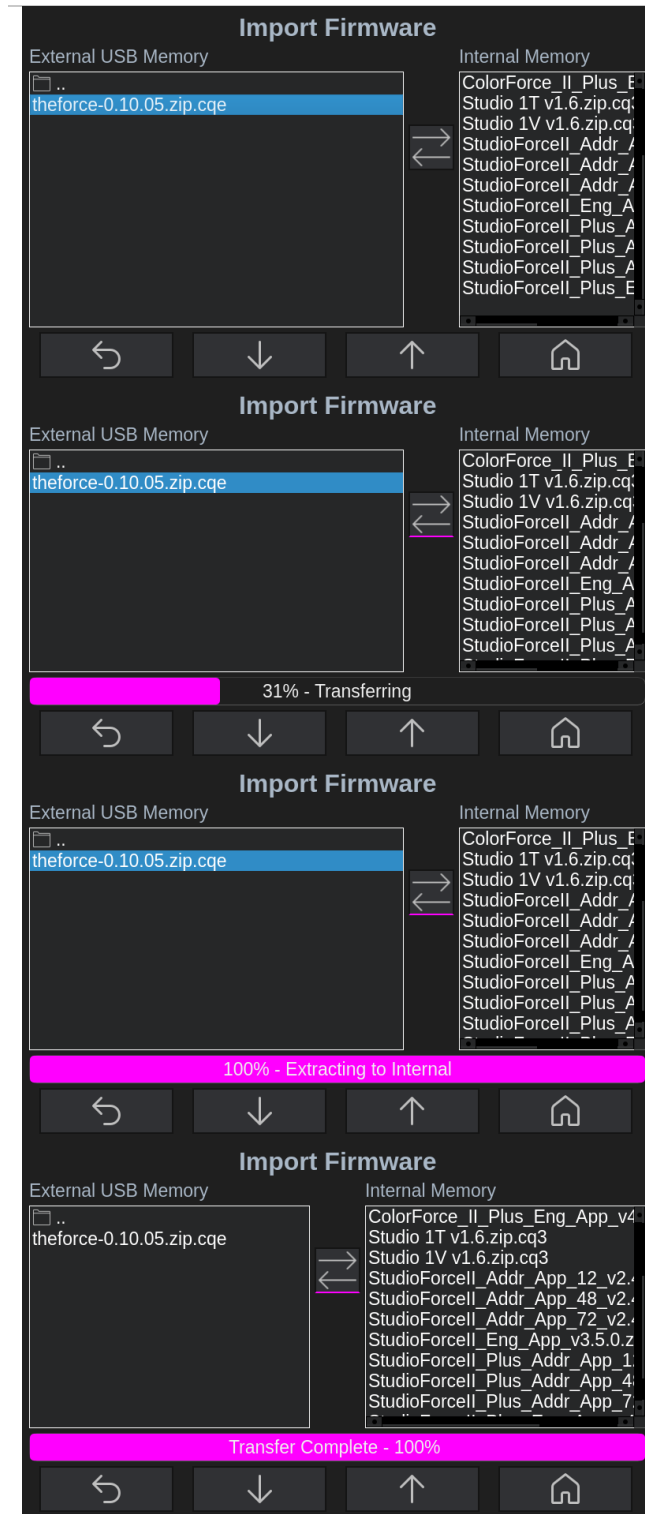 Import Firmware
External USB Memory
Internal Memory
..
theforce-0.10.05.zip.cqe
ColorForce_II_Plus_E
Studio 1T v1.6.zip.cq3
Studio 1V v1.6.zip.cq
StudioForceII_Addr_A
StudioForceII_Addr_A
StudioForceII_Addr_A
StudioForceII_Eng_A
StudioForceII_Plus_A
StudioForceII_Plus_A
StudioForceII_Plus_A
StudioForceII_Plus_E
Import Firmware
External USB Memory
Internal Memory
..
theforce-0.10.05.zip.cqe
ColorForce_II_Plus_E
Studio 1T v1.6.zip.cq3
Studio 1V v1.6.zip.cq
StudioForceII_Addr_A
StudioForceII_Addr_A
StudioForceII_Addr_A
StudioForceII_Eng_A
StudioForceII_Plus_A
StudioForceII_Plus_A
StudioForceII_Plus_A
31% - Transferring
Import Firmware
External USB Memory
Internal Memory
..
theforce-0.10.05.zip.cqe
ColorForce_II_Plus_E
Studio 1T v1.6.zip.cq3
Studio 1V v1.6.zip.cq
StudioForceII_Addr_A
StudioForceII_Addr_A
StudioForceII_Addr_A
StudioForceII_Eng_A
StudioForceII_Plus_A
StudioForceII_Plus_A
StudioForceII_Plus_A
100% - Extracting to Internal
Import Firmware
External USB Memory
Internal Memory
..
theforce-0.10.05.zip.cqe
ColorForce_II_Plus_Eng_App_v4
Studio 1T v1.6.zip.cq3
Studio 1V v1.6.zip.cq3
StudioForceII_Addr_App_12_v2.4
StudioForceII_Addr_App_48_v2.4
StudioForceII_Addr_App_72_v2.4
StudioForceII_Eng_App_v3.5.0.z
StudioForceII_Plus_Addr_App_12
StudioForceII_Plus_Addr_App_48
StudioForceII_Plus_Addr_App_7
Transfer Complete - 100%